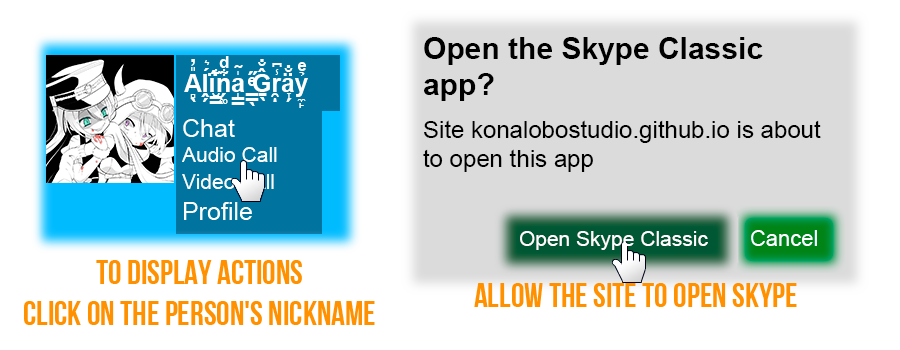 Alina Gray
Chat
Audio Call
Profile
TO DISPLAY ACTIONS
CLICK ON THE PERSON'S NICKNAME
Open the Skype Classic
app?
Site konalobostudio.github.io is about
to open this app
Open Skype Classic
Cancel
ALLOW THE SITE TO OPEN SKYPE